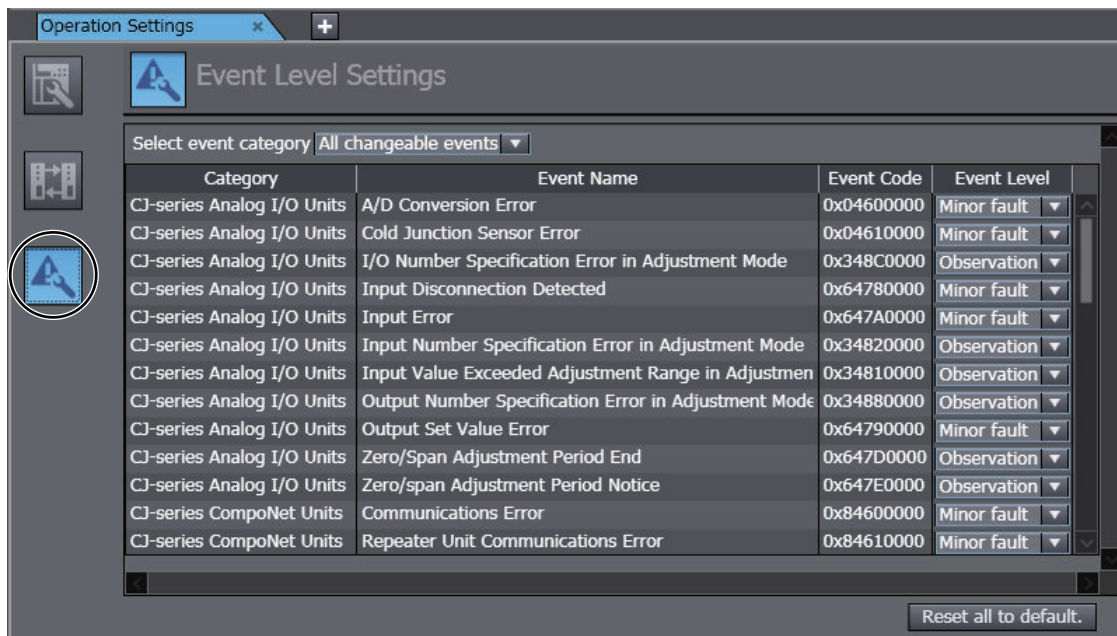 Operation Settings × +
Event Level Settings
Select event category All changeable events
Category Event Name Event Code Event Level
CJ-series Analog I/O Units A/D Conversion Error 0x04600000 Minor fault
CJ-series Analog I/O Units Cold Junction Sensor Error 0x04610000 Minor fault
CJ-series Analog I/O Units I/O Number Specification Error in Adjustment Mode 0x348C0000 Observation
CJ-series Analog I/O Units Input Disconnection Detected 0x64780000 Minor fault
CJ-series Analog I/O Units Input Error 0x647A0000 Minor fault
CJ-series Analog I/O Units Input Number Specification Error in Adjustment Mode 0x34820000 Observation
CJ-series Analog I/O Units Input Value Exceeded Adjustment Range in Adjustmen 0x34810000 Observation
CJ-series Analog I/O Units Output Number Specification Error in Adjustment Mode 0x34880000 Observation
CJ-series Analog I/O Units Output Set Value Error 0x64790000 Minor fault
CJ-series Analog I/O Units Zero/Span Adjustment Period End 0x647D0000 Observation
CJ-series Analog I/O Units Zero/span Adjustment Period Notice 0x647E0000 Observation
CJ-series CompoNet Units Communications Error 0x84600000 Minor fault
CJ-series CompoNet Units Repeater Unit Communications Error 0x84610000 Minor fault
Reset all to default.